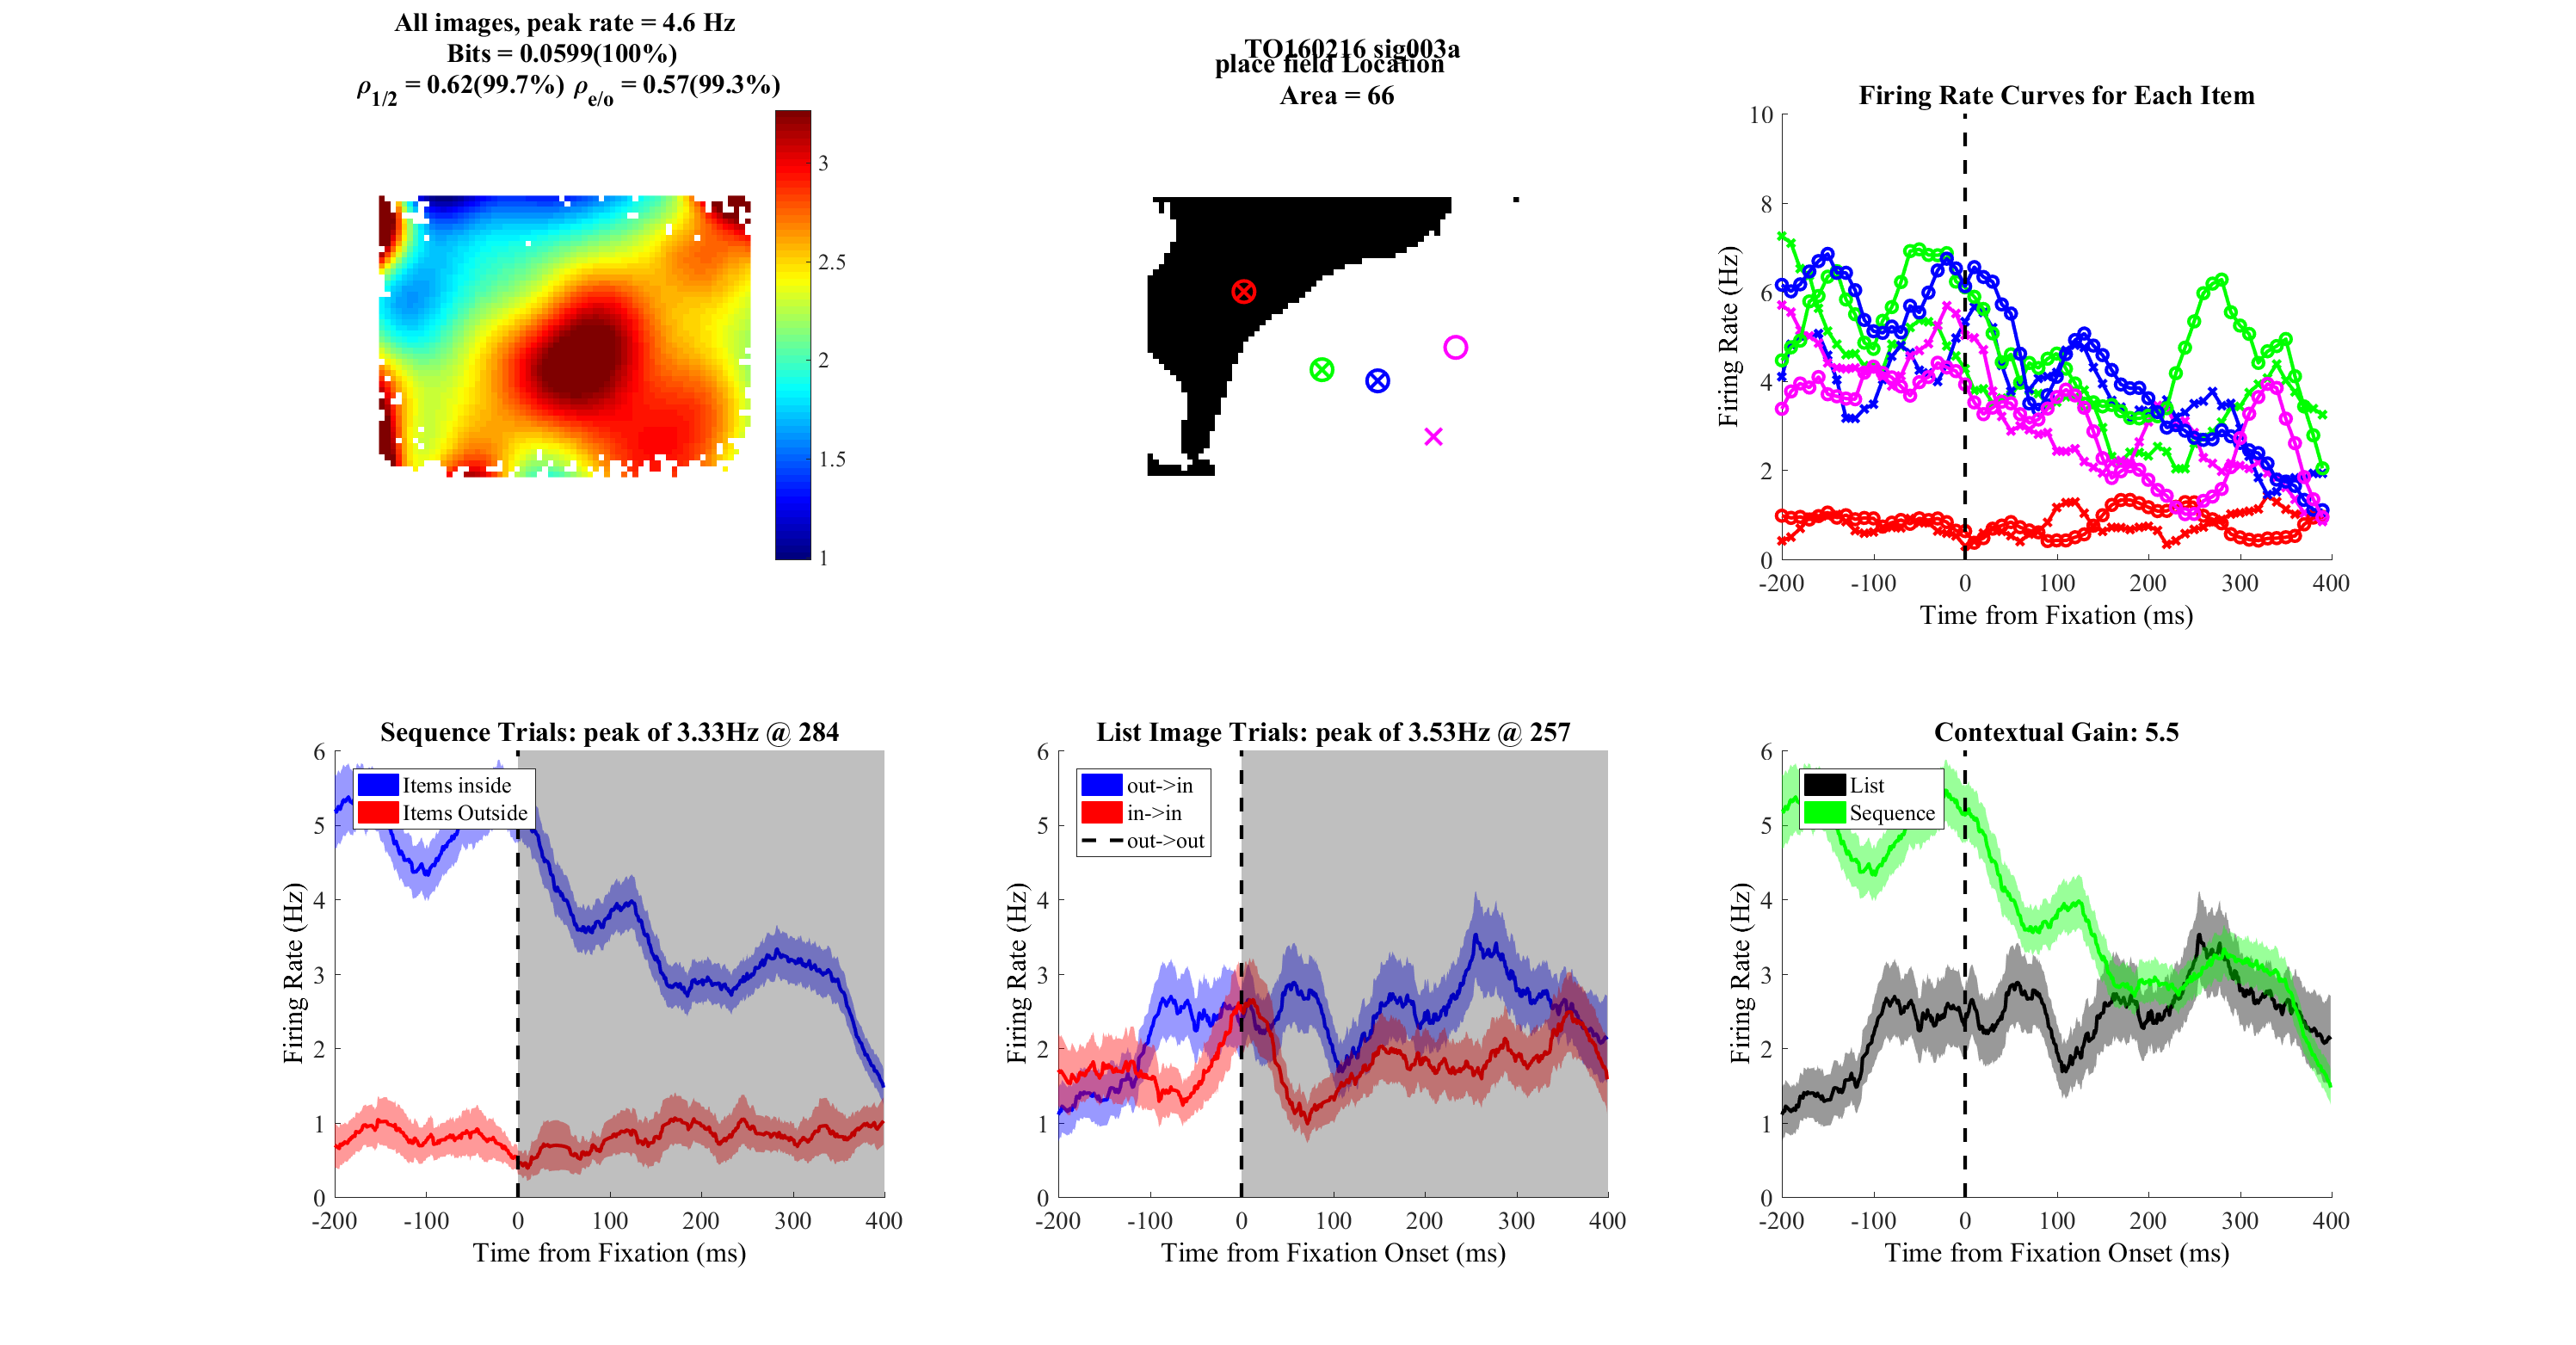 All images, peak rate = 4.6 Hz
Bits = 0.0599(100%)
ρ1/2 = 0.62(99.7%) ρe/o = 0.57(99.3%)
3
2.5
2
1.5
1
TO160216 sig003a
place field Location
Area = 66
Firing Rate Curves for Each Item
10
8
6
4
2
0
Firing Rate (Hz)
-200 -100 0 100 200 300 400
Time from Fixation (ms)
Sequence Trials: peak of 3.33Hz @ 284
6
5
4
3
2
1
0
Firing Rate (Hz)
Items inside
Items Outside
-200 -100 0 100 200 300 400
Time from Fixation (ms)
List Image Trials: peak of 3.53Hz @ 257
6
5
4
3
2
1
0
Firing Rate (Hz)
out->in
in->in
out->out
-200 -100 0 100 200 300 400
Time from Fixation Onset (ms)
Contextual Gain: 5.5
6
5
4
3
2
1
0
Firing Rate (Hz)
List
Sequence
-200 -100 0 100 200 300 400
Time from Fixation Onset (ms)